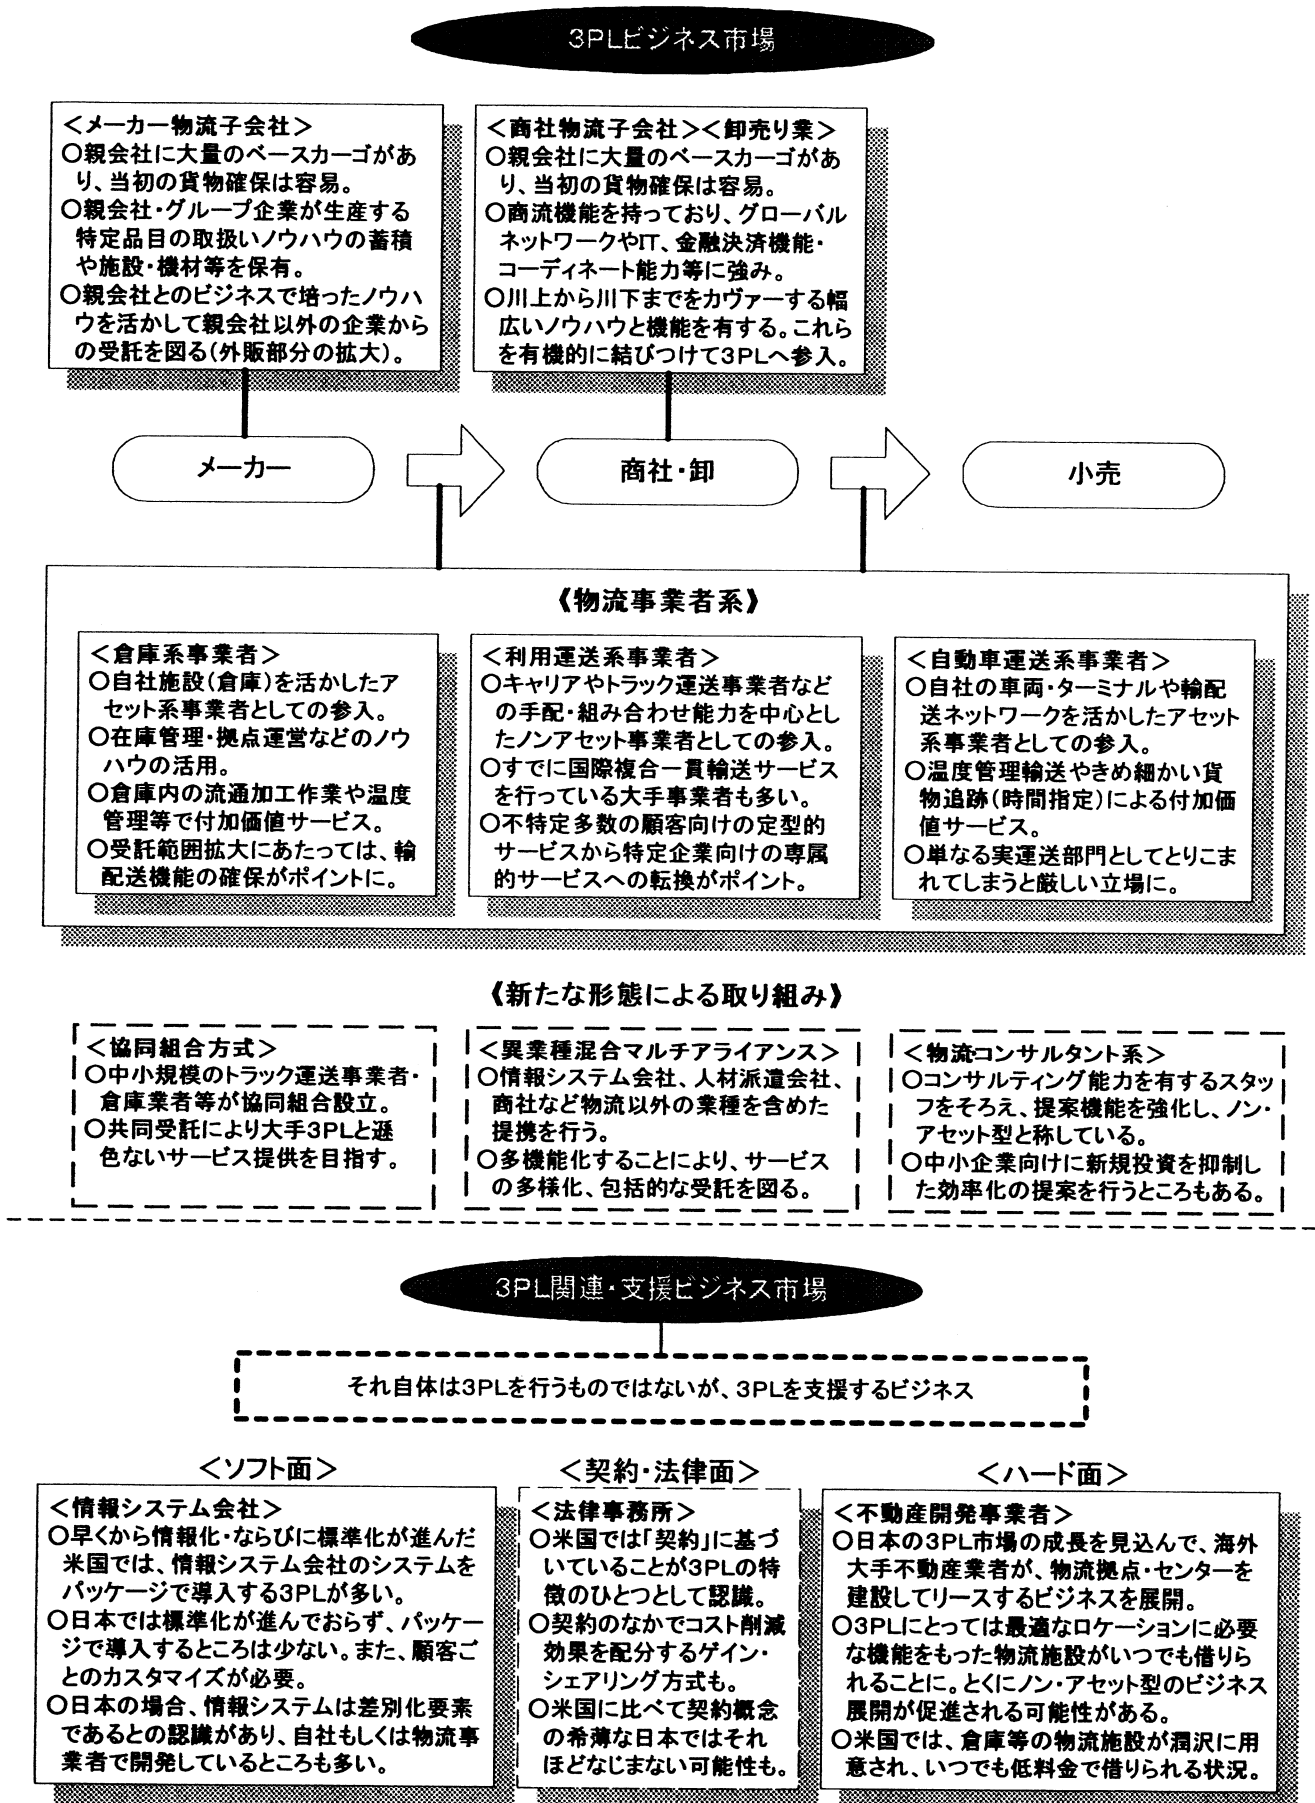 3PLビジネス市場
＜メーカー物流子会社＞
○親会社に大量のベースカーゴがあ
り、当初の貨物確保は容易。
○親会社・グループ企業が生産する
特定品目の取扱いノウハウの蓄積
や施設・機材等を保有。
○親会社とのビジネスで培ったノウハ
ウを活かして親会社以外の企業から
の受託を図る(外販部分の拡大)。
＜商社物流子会社＞＜卸売り業＞
○親会社に大量のベースカーゴがあ
り、当初の貨物確保は容易。
○商流機能を持っており、グローバル
ネットワークやIT、金融決済機能・
コーディネート能力等に強み。
○川上から川下までをカヴァーする幅
広いノウハウと機能を有する。これら
を有機的に結びつけて3PLへ参入。
メーカー
商社・卸
小売
《物流事業者系》
＜倉庫系事業者＞
○自社施設(倉庫)を活かしたア
セット系事業者としての参入。
○在庫管理・拠点運営などのノウ
ハウの活用。
○倉庫内の流通加工作業や温度
管理等で付加価値サービス。
○受託範囲拡大にあたっては、輸
配送機能の確保がポイントに。
＜利用運送系事業者＞
○キャリアやトラック運送事業者など
の手配・組み合わせ能力を中心とし
たノンアセット事業者としての参入。
○すでに国際複合一貫輸送サービス
を行っている大手事業者も多い。
○不特定多数の顧客向けの定型的
サービスから特定企業向けの専属
的サービスへの転換がポイント。
＜自動車運送系事業者＞
○自社の車両・ターミナルや輸配
送ネットワークを活かしたアセット
系事業者としての参入。
○温度管理輸送やきめ細かい貨
物追跡(時間指定)による付加価
値サービス。
○単なる実運送部門としてとりこま
れてしまうと厳しい立場に。
《新たな形態による取り組み》
＜協同組合方式＞
○中小規模のトラック運送事業者・
倉庫業者等が協同組合設立。
○共同受託により大手3PLと遜
色ないサービス提供を目指す。
＜異業種混合マルチアライアンス＞
○情報システム会社、人材派遣会社、
商社など物流以外の業種を含めた
提携を行う。
○多機能化することにより、サービス
の多様化、包括的な受託を図る。
＜物流コンサルタント系＞
○コンサルティング能力を有するスタッ
フをそろえ、提案機能を強化し、ノン・
アセット型と称している。
○中小企業向けに新規投資を抑制し
た効率化の提案を行うところもある。
3PL関連・支援ビジネス市場
それ自体は3PLを行うものではないが、3PLを支援するビジネス
＜ソフト面＞
＜情報システム会社＞
○早くから情報化・ならびに標準化が進んだ
米国では、情報システム会社のシステムを
パッケージで導入する3PLが多い。
○日本では標準化が進んでおらず、パッケー
ジで導入するところは少ない。また、顧客ご
とのカスタマイズが必要。
○日本の場合、情報システムは差別化要素
であるとの認識があり、自社もしくは物流事
業者で開発しているところも多い。
＜契約・法律面＞
＜法律事務所＞
○米国では「契約」に基づ
いていることが3PLの特
徴のひとつとして認識。
○契約のなかでコスト削減
効果を配分するゲイン・
シェアリング方式も。
○米国に比べて契約概念
の希薄な日本ではそれ
ほどなじまない可能性も。
＜ハード面＞
＜不動産開発事業者＞
○日本の3PL市場の成長を見込んで、海外
大手不動産業者が、物流拠点・センターを
建設してリースするビジネスを展開。
○3PLにとっては最適なロケーションに必要
な機能をもった物流施設がいつでも借りら
れることに。とくにノン・アセット型のビジネス
展開が促進される可能性がある。
○米国では、倉庫等の物流施設が潤沢に用
意され、いつでも低料金で借りられる状況。